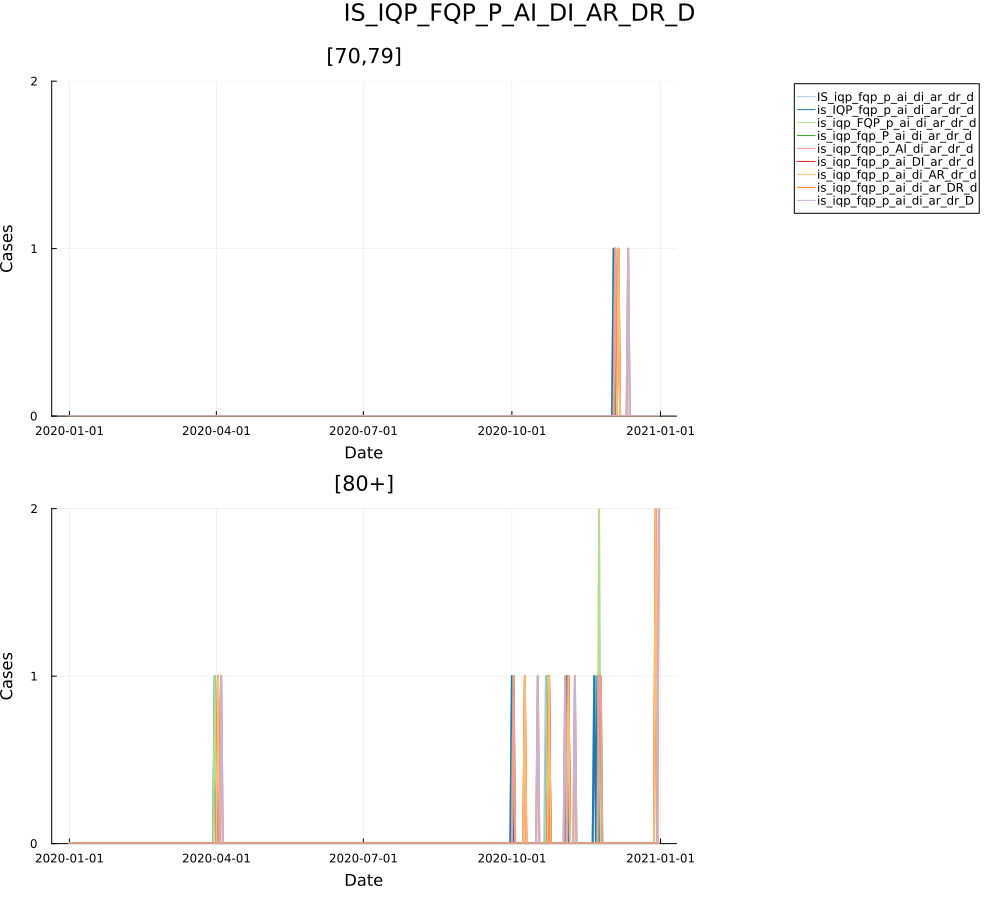 IS_IQP_FQP_P_AI_DI_AR_DR_D
[70,79]
2
1
0
Cases
2020-01-01 2020-04-01 2020-07-01 2020-10-01 2021-01-01
Date
IS_iqp_fqp_p_ai_di_ar_dr_d
is_IQP_fqp_p_ai_di_ar_dr_d
is_iqp_FQP_p_ai_di_ar_dr_d
is_iqp_fqp_P_ai_di_ar_dr_d
is_iqp_fqp_p_AI_di_ar_dr_d
is_iqp_fqp_p_ai_DI_ar_dr_d
is_iqp_fqp_p_ai_di_AR_dr_d
is_iqp_fqp_p_ai_di_ar_DR_d
is_iqp_fqp_p_ai_di_ar_dr_D
[80+]
2
1
0
Cases
2020-01-01 2020-04-01 2020-07-01 2020-10-01 2021-01-01
Date